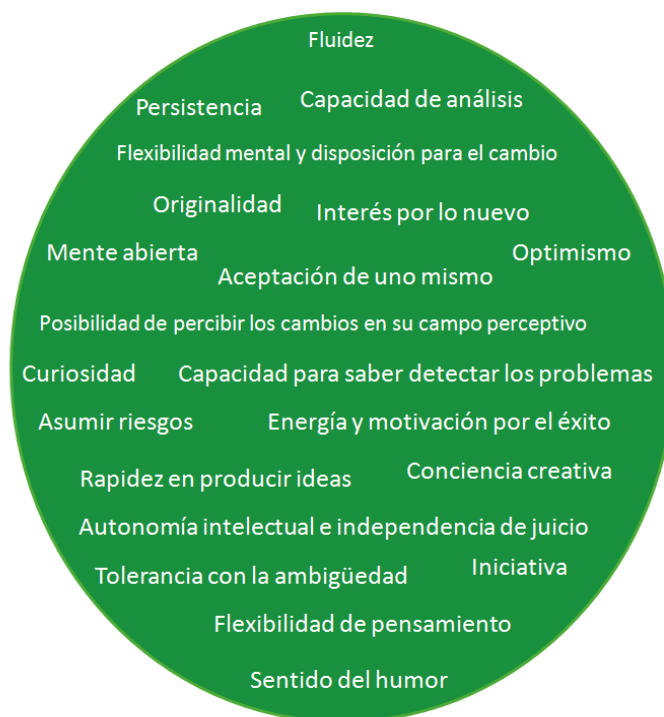 Fluidez
Persistencia
Capacidad de análisis
Flexibilidad mental y disposición para el cambio
Originalidad
Interés por lo nuevo
Mente abierta
Optimismo
Aceptación de uno mismo
Posibilidad de percibir los cambios en su campo perceptivo
Curiosidad
Capacidad para saber detectar los problemas
Asumir riesgos
Energía y motivación por el éxito
Rapidez en producir ideas
Conciencia creativa
Autonomía intelectual e independencia de juicio
Tolerancia con la ambigüedad
Iniciativa
Flexibilidad de pensamiento
Sentido del humor